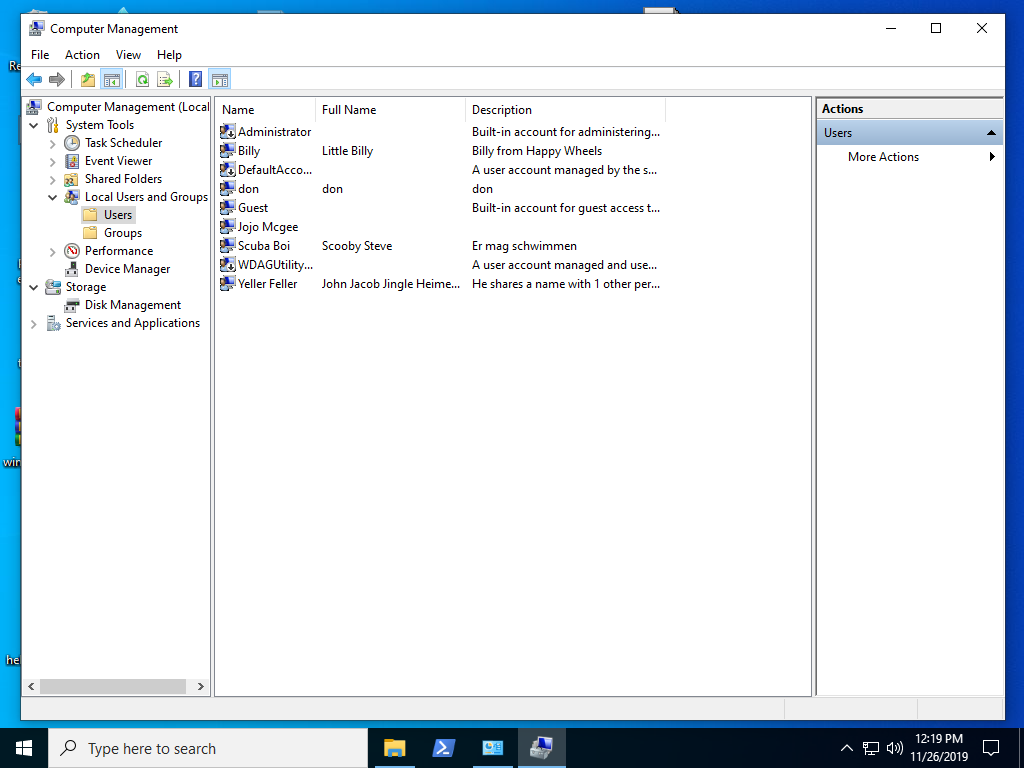 Computer Management
File Action View Help
Computer Management (Local
System Tools
Task Scheduler
Event Viewer
Shared Folders
Local Users and Groups
Users
Groups
Performance
Device Manager
Storage
Disk Management
Services and Applications
Name Full Name Description
Administrator Built-in account for administering...
Billy Little Billy Billy from Happy Wheels
DefaultAcco... A user account managed by the s...
don don don
Guest Built-in account for guest access t...
Jojo Mcgee
Scuba Boi Scooby Steve Er mag schwimmen
WDAGUtility... A user account managed and use...
Yeller Feller John Jacob Jingle Heime... He shares a name with 1 other per...
Actions
Users
More Actions
Re
win
he
Type here to search
12:19 PM
11/26/2019